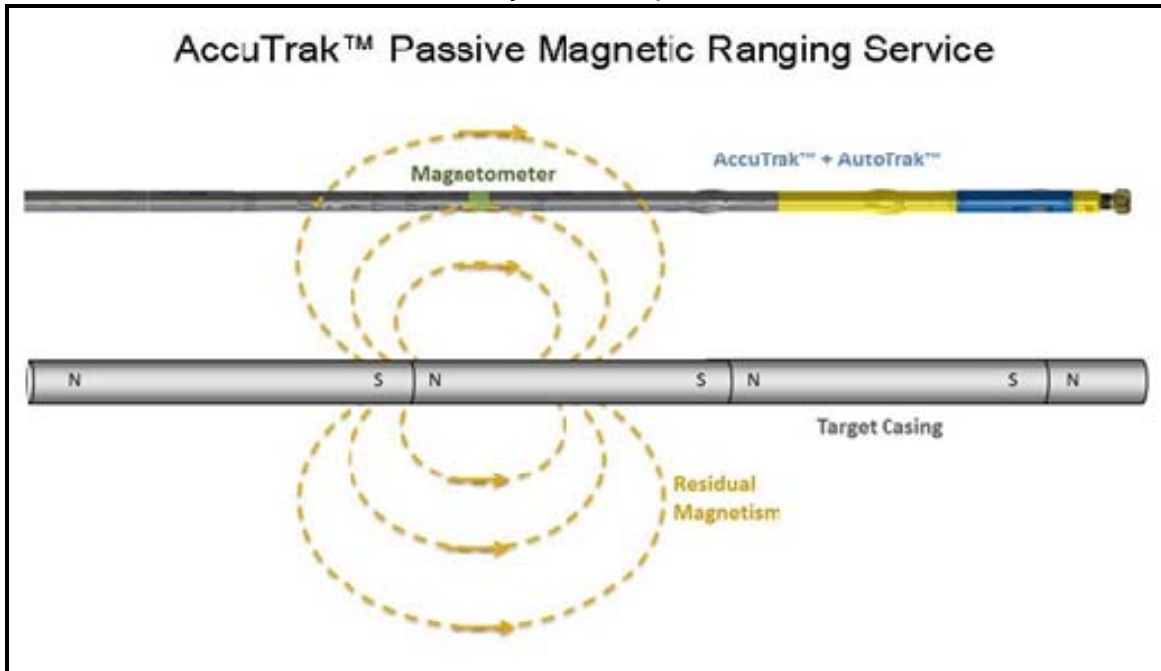 AccuTrak™ Passive Magnetic Ranging Service
AccuTrak™ + AutoTrak™
Magnetometer
N S N S N S N
Target Casing
Residual
Magnetism